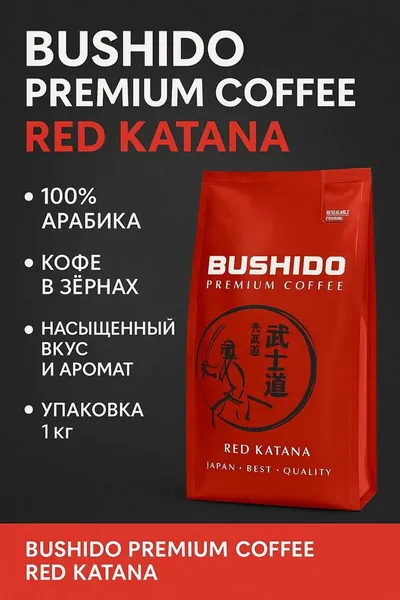 BUSHIDO
PREMIUM COFFEE
RED KATANA
• 100%
АРАБИКА
• КОФЕ
В ЗЁРНАХ
• НАСЫЩЕННЫЙ
ВКУС
И АРОМАТ
• УПАКОВКА
1 кг
BUSHIDO
PREMIUM COFFEE
武士道
RED KATANA
JAPAN • BEST • QUALITY
BUSHIDO PREMIUM COFFEE
RED KATANA